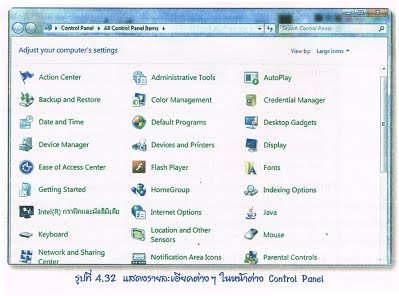 Control Panel ▸ All Control Panel Items ▸ Search Control Panel
Adjust your computer's settings View by: Large icons
Action Center Administrative Tools AutoPlay
Backup and Restore Color Management Credential Manager
Date and Time Default Programs Desktop Gadgets
Device Manager Devices and Printers Display
Ease of Access Center Flash Player Fonts
Getting Started HomeGroup Indexing Options
Intel(R) กราฟิกและมัลติมีเดีย Internet Options Java
Keyboard Location and Other Sensors Mouse
Network and Sharing Center Notification Area Icons Parental Controls
รูปที่ 4.32 แสดงรายละเอียดต่างๆ ในหน้าต่าง Control Panel